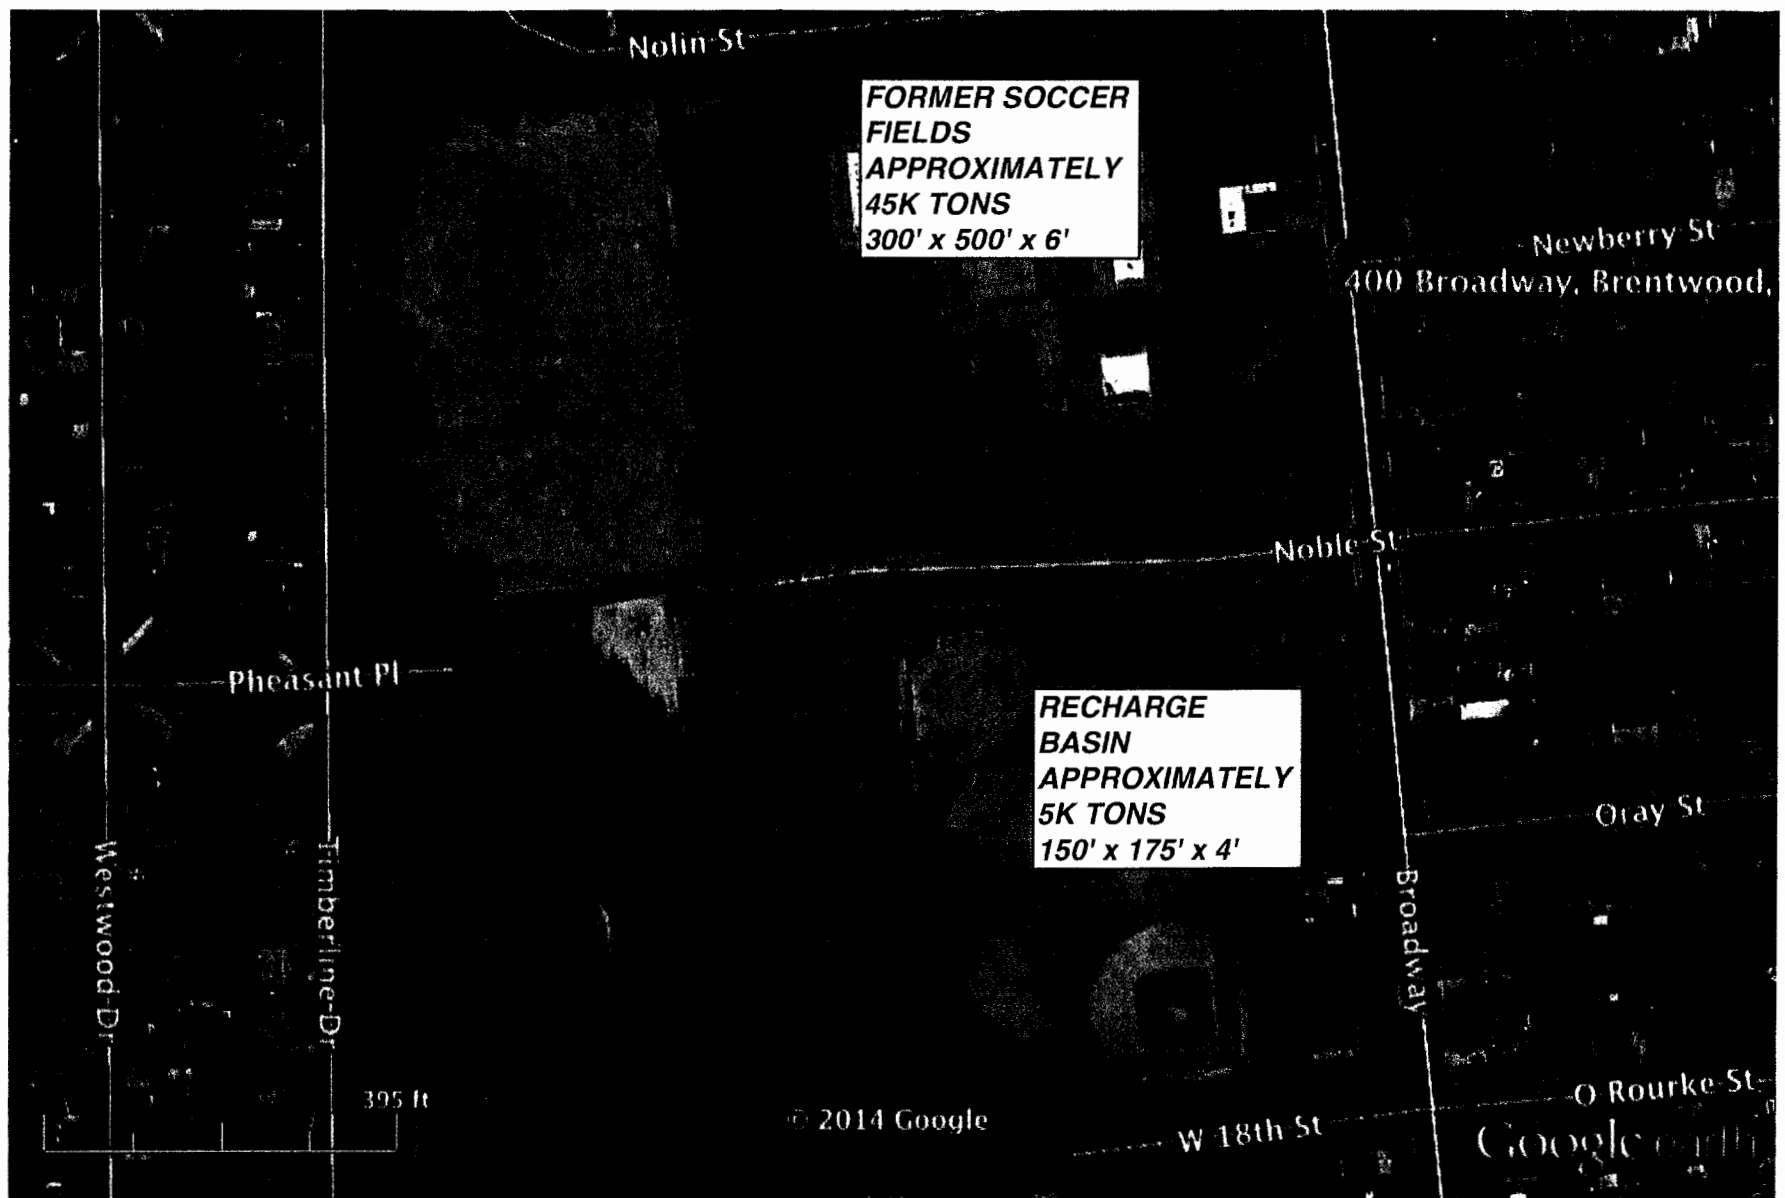 Nolin St
FORMER SOCCER
FIELDS
APPROXIMATELY
45K TONS
300' x 500' x 6'
Newberry St
400 Broadway, Brentwood,
Noble St
Pheasant Pl
RECHARGE
BASIN
APPROXIMATELY
5K TONS
150' x 175' x 4'
Oray St
Westwood Dr
Timberline Dr
Broadway
395 ft
© 2014 Google
W 18th St
O Rourke St
Google earth